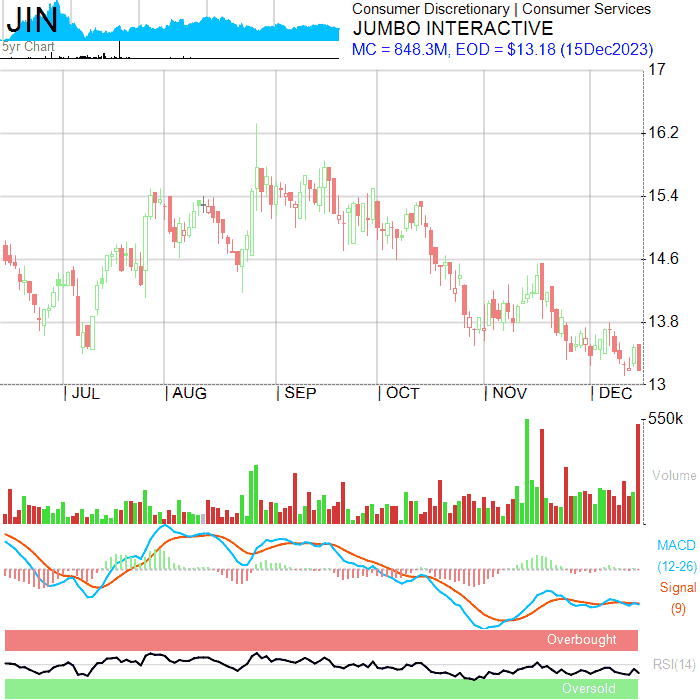 JIN
5yr Chart
Consumer Discretionary | Consumer Services
JUMBO INTERACTIVE
MC = 848.3M, EOD = $13.18 (15Dec2023)
17
16.2
15.4
14.6
13.8
13
| JUL | AUG | SEP | OCT | NOV | DEC
550k
Volume
MACD
(12-26)
Signal
(9)
Overbought
RSI(14)
Oversold